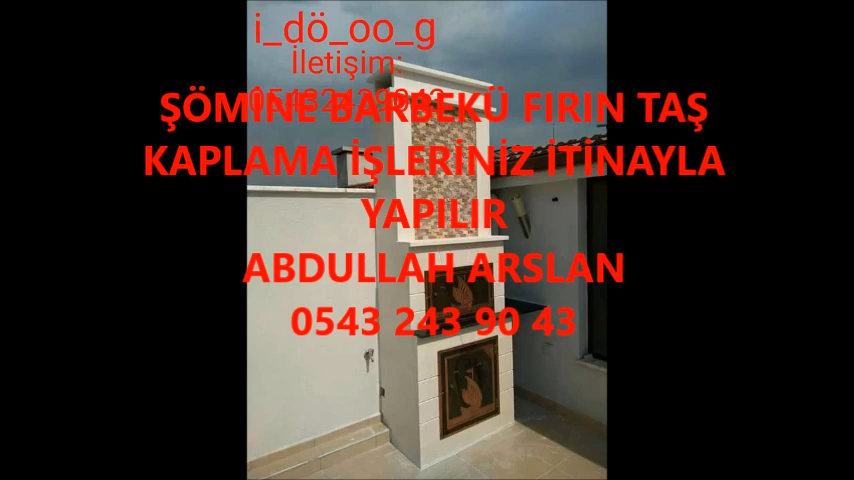 i_dö_oo_g
İletişim:
05432439043
ŞÖMİNE BARBEKÜ FIRIN TAŞ
KAPLAMA İŞLERİNİZ İTİNAYLA
YAPILIR
ABDULLAH ARSLAN
0543 243 90 43